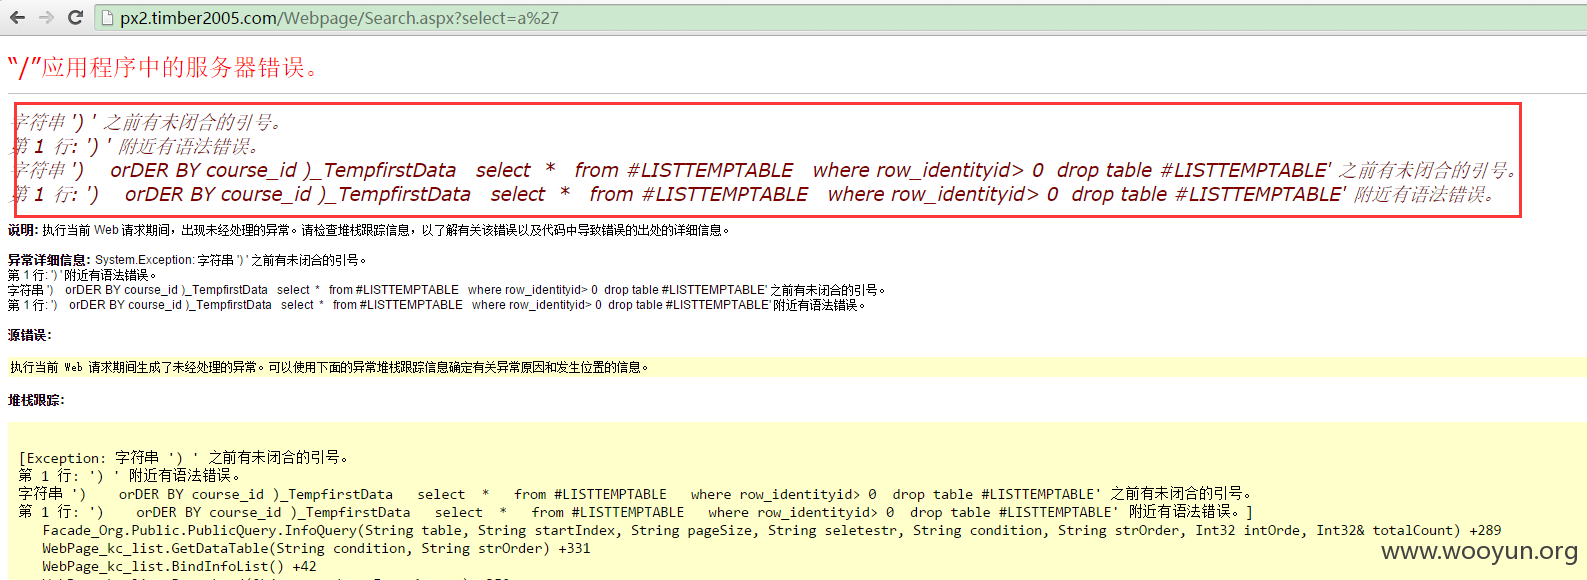 px2.timber2005.com/Webpage/Search.aspx?select=a%27
“/”应用程序中的服务器错误。
字符串 ') ' 之前有未闭合的引号。
第 1 行: ') ' 附近有语法错误。
字符串 ') orDER BY course_id )_TempfirstData select * from #LISTTEMPTABLE where row_identityid> 0 drop table #LISTTEMPTABLE' 之前有未闭合的引号。
第 1 行: ') orDER BY course_id )_TempfirstData select * from #LISTTEMPTABLE where row_identityid> 0 drop table #LISTTEMPTABLE' 附近有语法错误。
说明: 执行当前 Web 请求期间，出现未经处理的异常。请检查堆栈跟踪信息，以了解有关该错误以及代码中导致错误的出处的详细信息。
异常详细信息: System.Exception: 字符串 ') ' 之前有未闭合的引号。
第 1 行: ') ' 附近有语法错误。
字符串 ') orDER BY course_id )_TempfirstData select * from #LISTTEMPTABLE where row_identityid> 0 drop table #LISTTEMPTABLE' 之前有未闭合的引号。
第 1 行: ') orDER BY course_id )_TempfirstData select * from #LISTTEMPTABLE where row_identityid> 0 drop table #LISTTEMPTABLE' 附近有语法错误。
源错误:
执行当前 Web 请求期间生成了未经处理的异常。可以使用下面的异常堆栈跟踪信息确定有关异常原因和发生位置的信息。
堆栈跟踪:
[Exception: 字符串 ') ' 之前有未闭合的引号。
第 1 行: ') ' 附近有语法错误。
字符串 ') orDER BY course_id )_TempfirstData select * from #LISTTEMPTABLE where row_identityid> 0 drop table #LISTTEMPTABLE' 之前有未闭合的引号。
第 1 行: ') orDER BY course_id )_TempfirstData select * from #LISTTEMPTABLE where row_identityid> 0 drop table #LISTTEMPTABLE' 附近有语法错误。]
Facade_Org.Public.PublicQuery.InfoQuery(String table, String startIndex, String pageSize, String seletestr, String condition, String strOrder, Int32 intOrde, Int32& totalCount) +289
WebPage_kc_list.GetDataTable(String condition, String strOrder) +331
WebPage_kc_list.BindInfoList() +42
www.wooyun.org